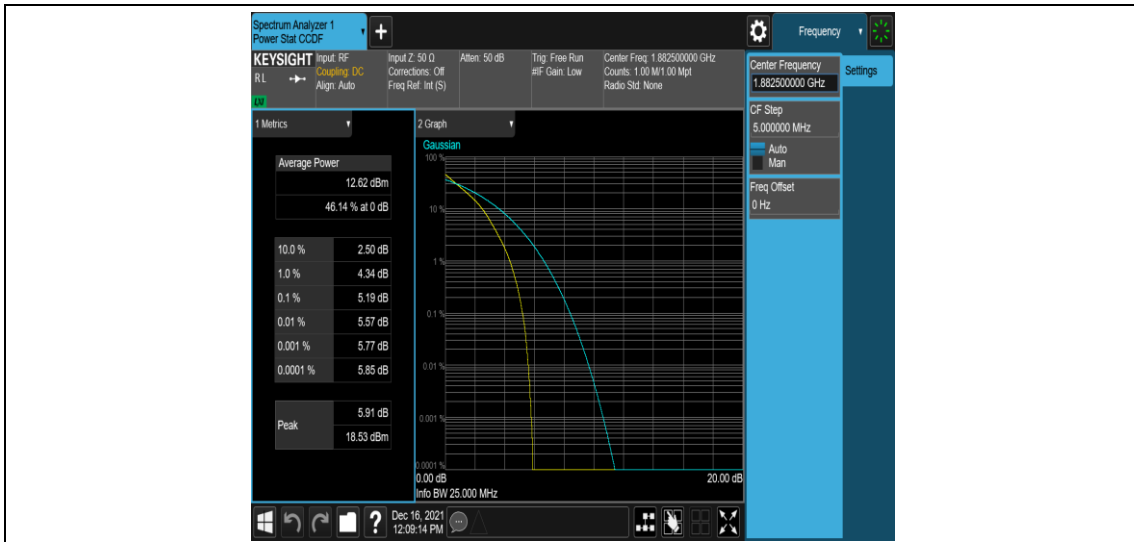 Spectrum Analyzer 1
Power Stat CCDF
Frequency
KEYSIGHT
RL
LXI
Input: RF
Coupling: DC
Align: Auto
Input Z: 50 Ω
Corrections: Off
Freq Ref: Int (S)
Atten: 50 dB
Trig: Free Run
#IF Gain: Low
Center Freq: 1.882500000 GHz
Counts: 1.00 M/1.00 Mpt
Radio Std: None
Center Frequency
1.882500000 GHz
Settings
CF Step
5.000000 MHz
Auto
Man
Freq Offset
0 Hz
1 Metrics
Average Power
12.62 dBm
46.14 % at 0 dB
10.0 % 2.50 dB
1.0 % 4.34 dB
0.1 % 5.19 dB
0.01 % 5.57 dB
0.001 % 5.77 dB
0.0001 % 5.85 dB
Peak
5.91 dB
18.53 dBm
2 Graph
Gaussian
100 %
10 %
1 %
0.1 %
0.01 %
0.001 %
0.0001 %
0.00 dB 20.00 dB
Info BW 25.000 MHz
?
Dec 16, 2021
12:09:14 PM